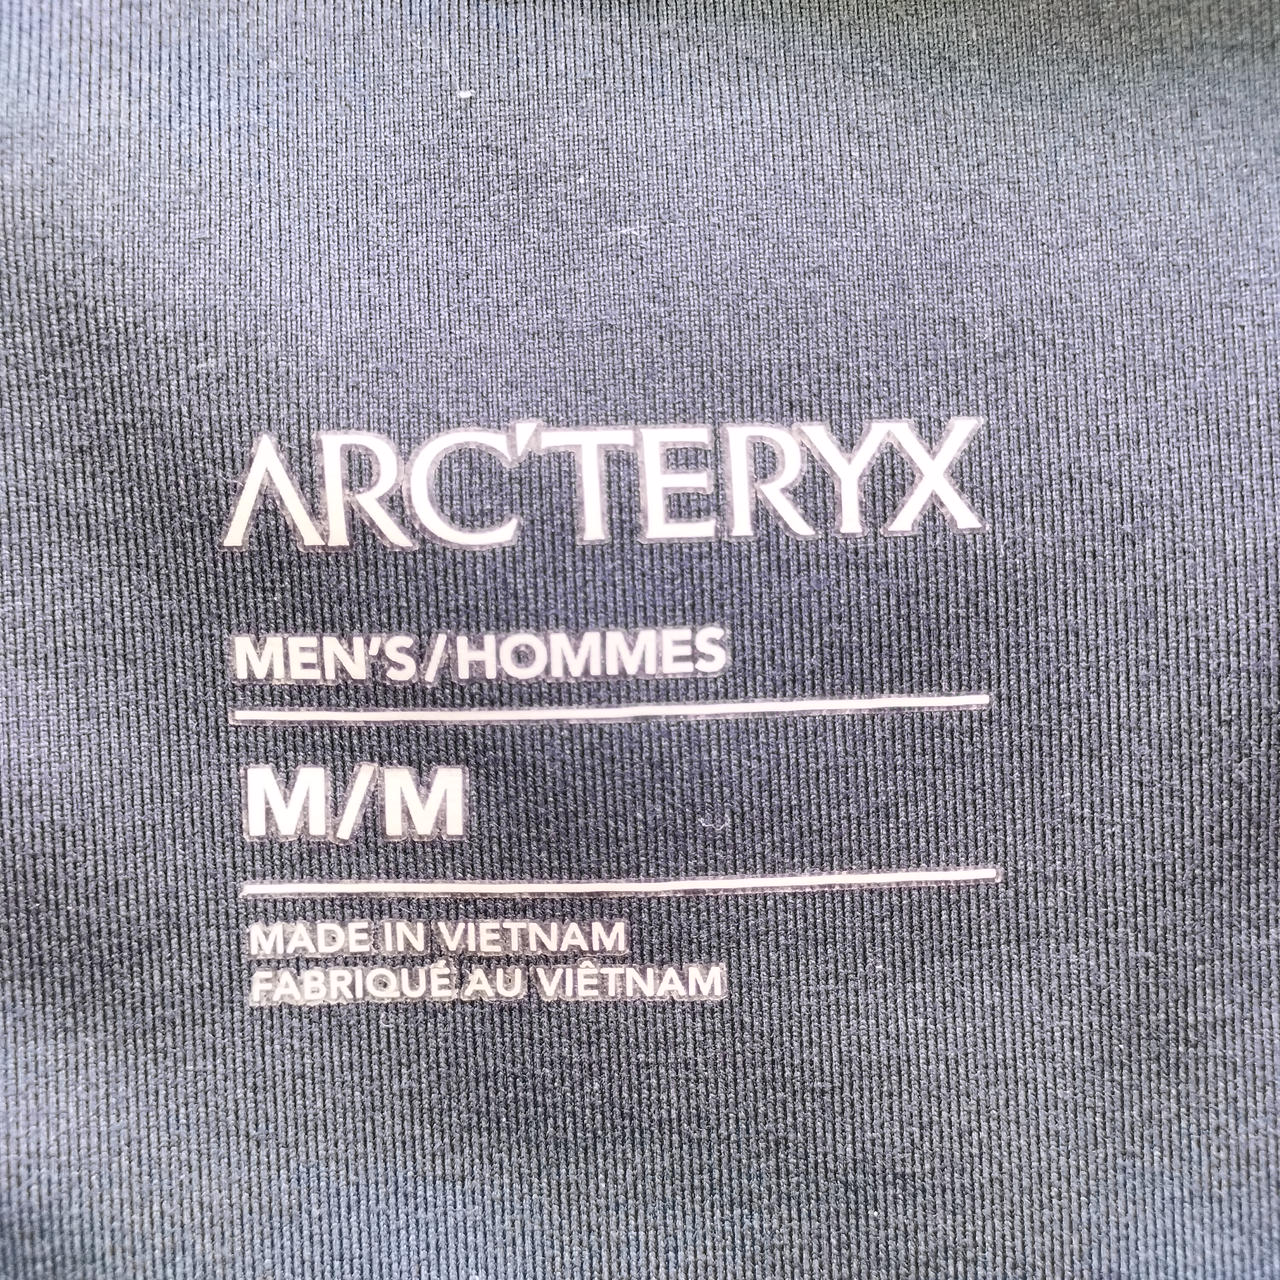 ARC'TERYX
MEN'S/HOMMES
M/M
MADE IN VIETNAM
FABRIQUÉ AU VIÊTNAM